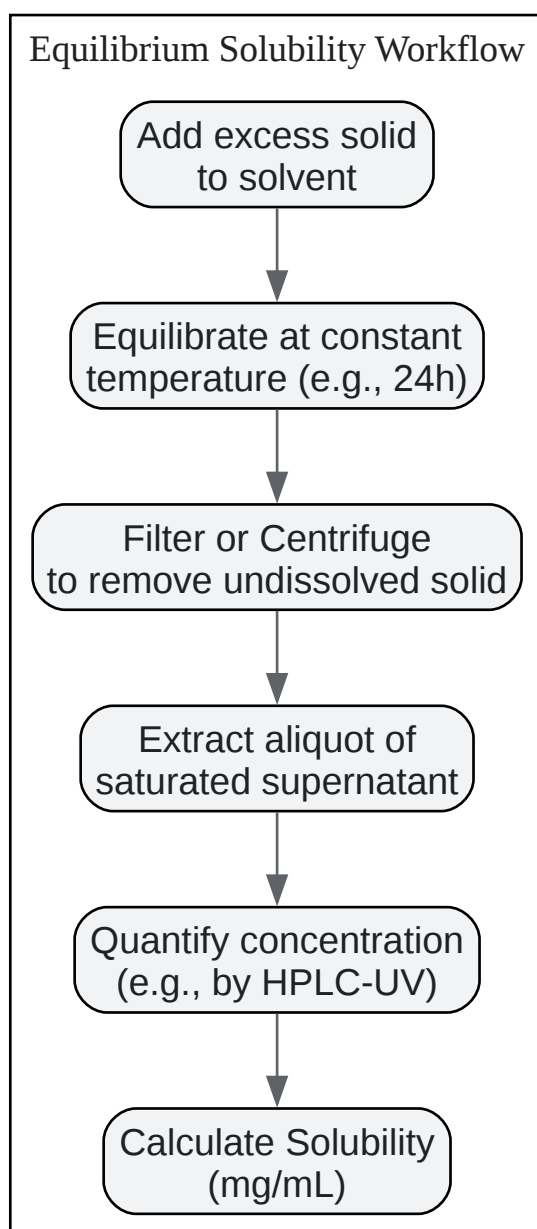 Equilibrium Solubility Workflow
Add excess solid
to solvent
Equilibrate at constant
temperature (e.g., 24h)
Filter or Centrifuge
to remove undissolved solid
Extract aliquot of
saturated supernatant
Quantify concentration
(e.g., by HPLC-UV)
Calculate Solubility
(mg/mL)